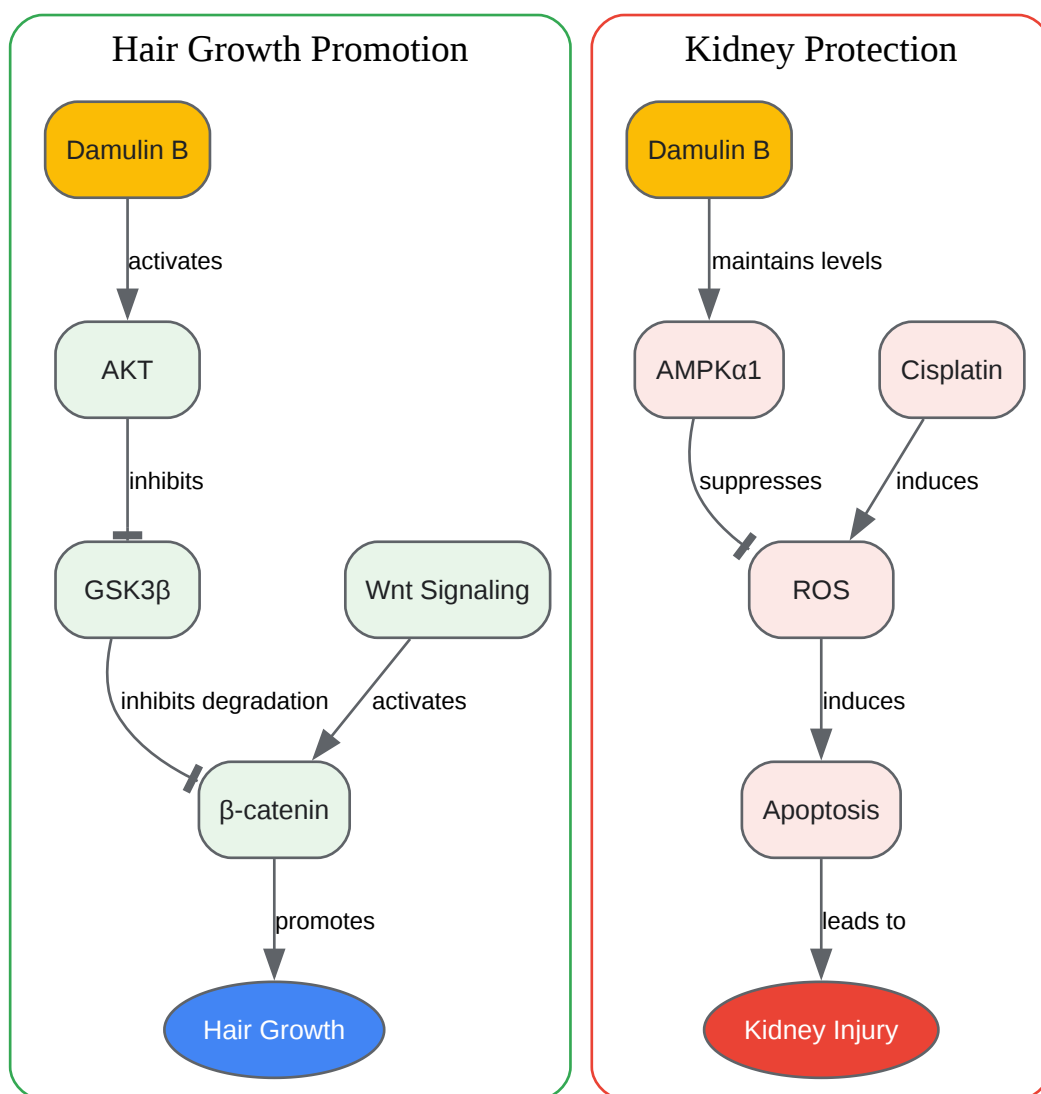 Hair Growth Promotion
Damulin B
activates
AKT
inhibits
GSK3β
Wnt Signaling
inhibits degradation
activates
β-catenin
promotes
Hair Growth
Kidney Protection
Damulin B
maintains levels
AMPKα1
Cisplatin
suppresses
induces
ROS
induces
Apoptosis
leads to
Kidney Injury